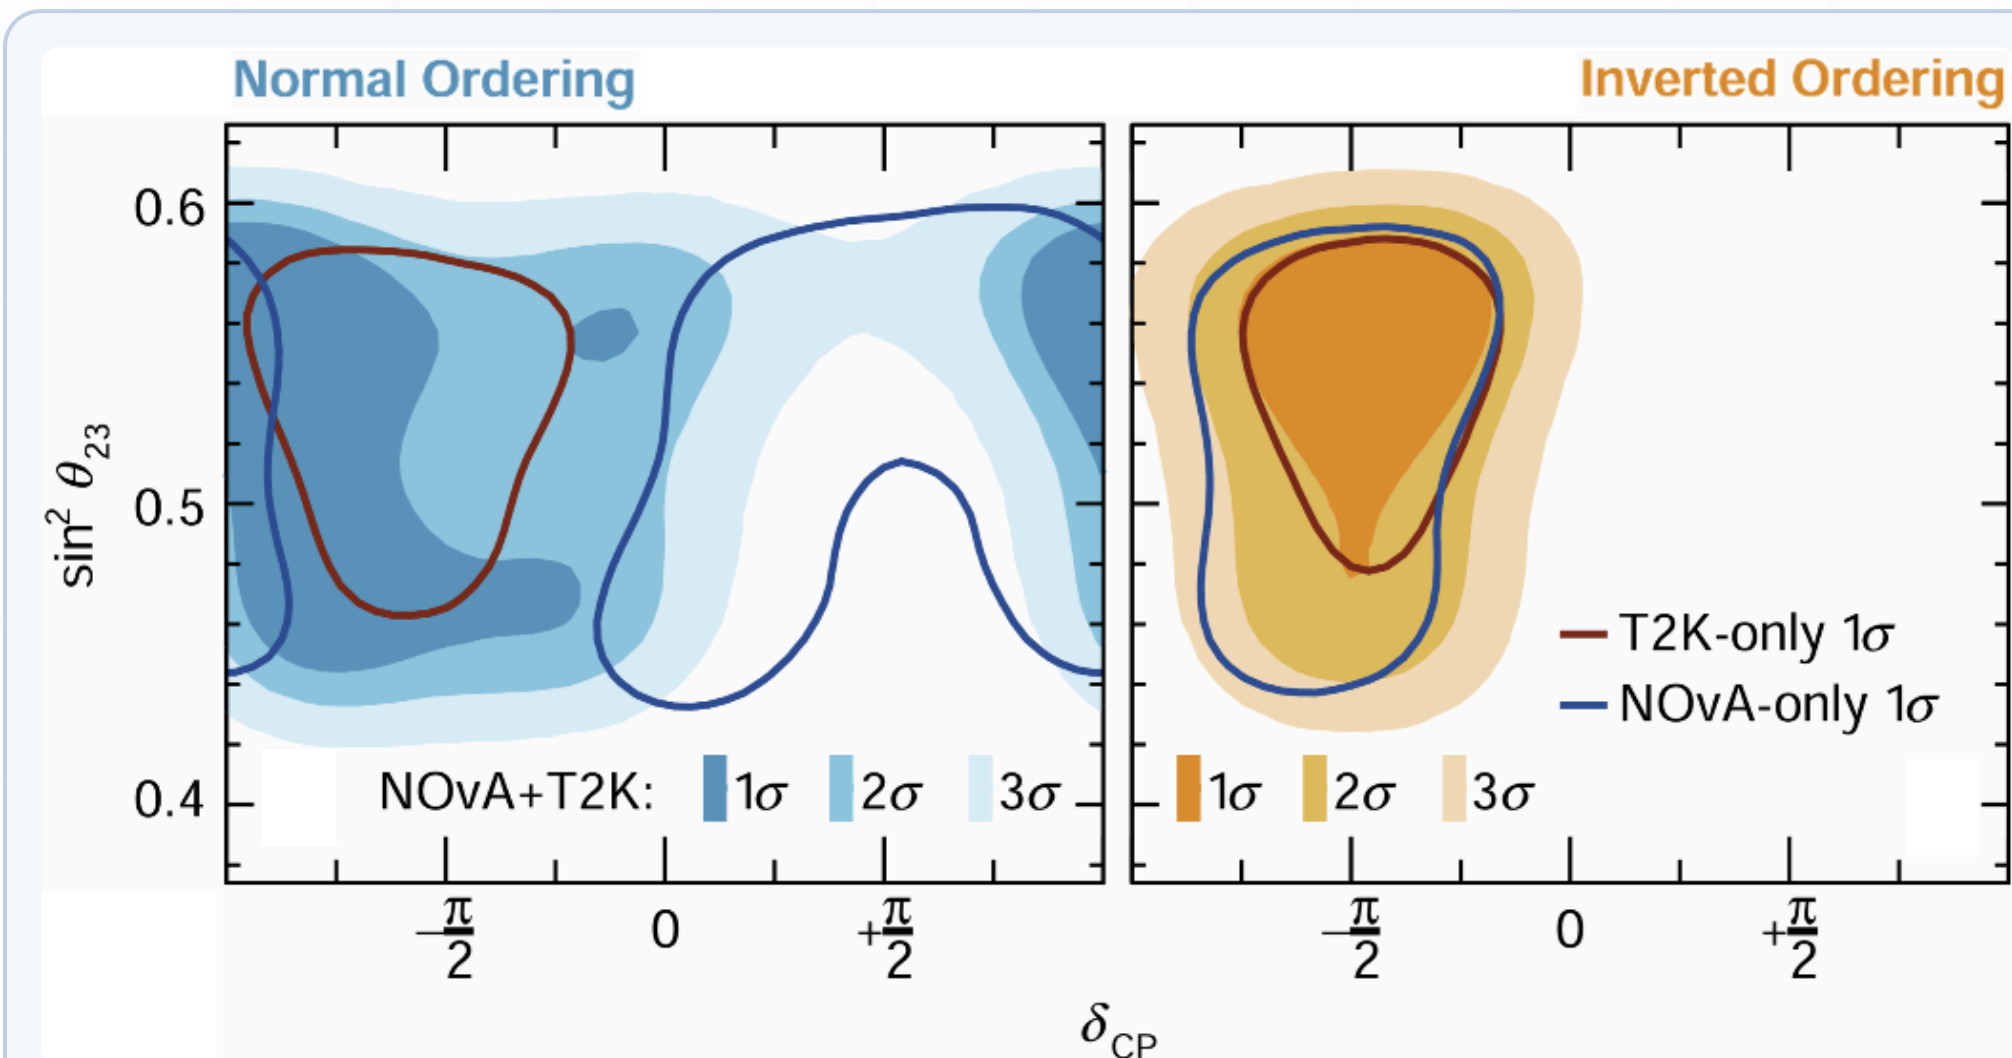 Normal Ordering
Inverted Ordering
0.6
0.5
0.4
sin² θ₂₃
T2K-only 1σ
NOvA-only 1σ
NOvA+T2K: 1σ 2σ 3σ
1σ 2σ 3σ
−π/2 0 +π/2
−π/2 0 +π/2
δ_CP